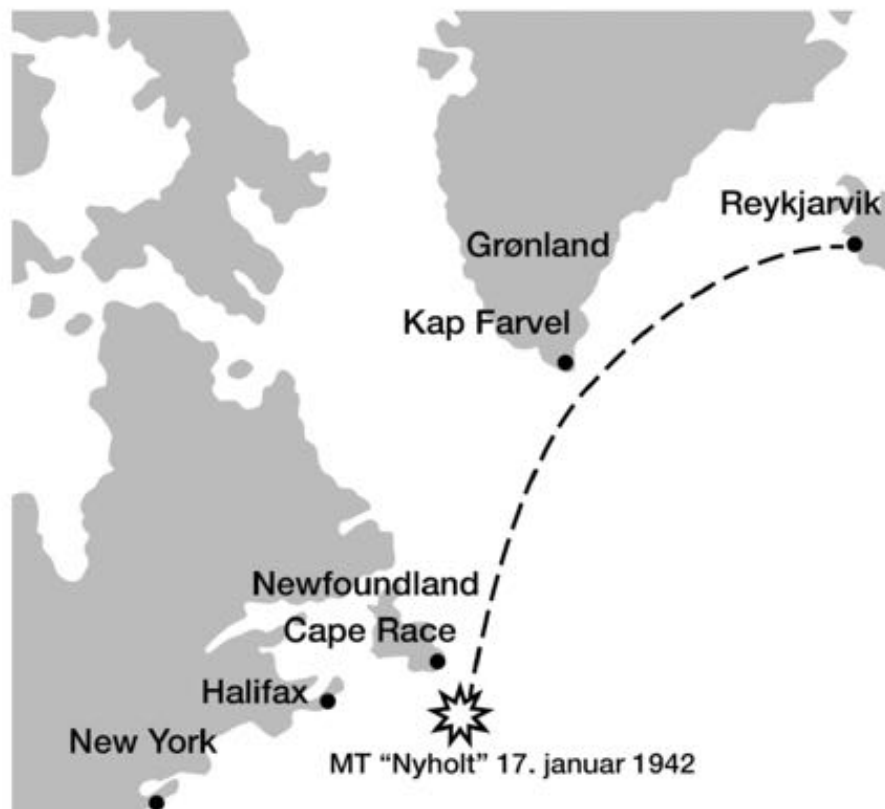 Reykjarvik
Grønland
Kap Farvel
Newfoundland
Cape Race
Halifax
New York
MT “Nyholt” 17. januar 1942